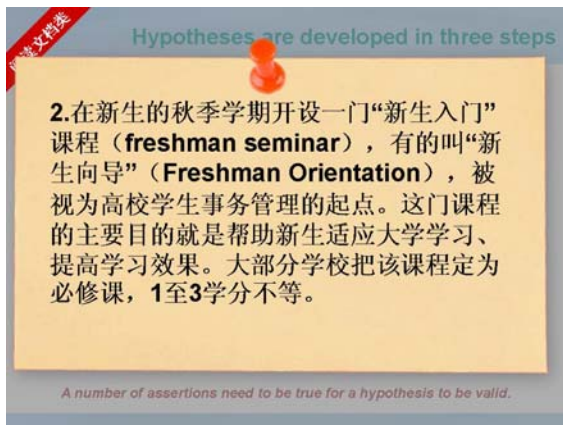 阅读文档类
Hypotheses are developed in three steps
2.在新生的秋季学期开设一门“新生入门”
课程（freshman seminar），有的叫“新
生向导”（Freshman Orientation），被
视为高校学生事务管理的起点。这门课程
的主要目的就是帮助新生适应大学学习、
提高学习效果。大部分学校把该课程定为
必修课，1至3学分不等。
A number of assertions need to be true for a hypothesis to be valid.